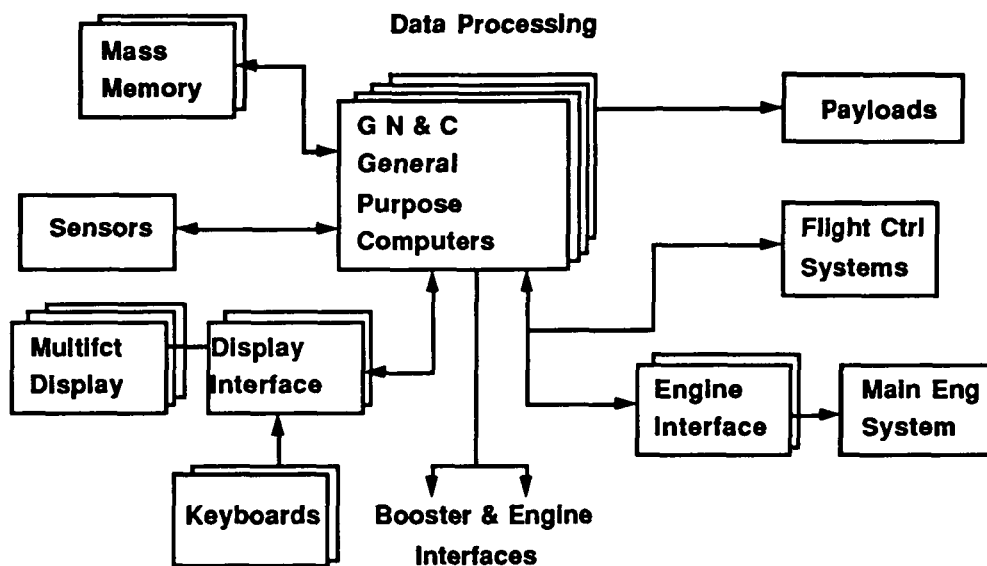 Data Processing
Mass
Memory
G N & C
General
Purpose
Computers
Payloads
Sensors
Flight Ctrl
Systems
Multifct
Display
Display
Interface
Engine
Interface
Main Eng
System
Keyboards
Booster & Engine
Interfaces